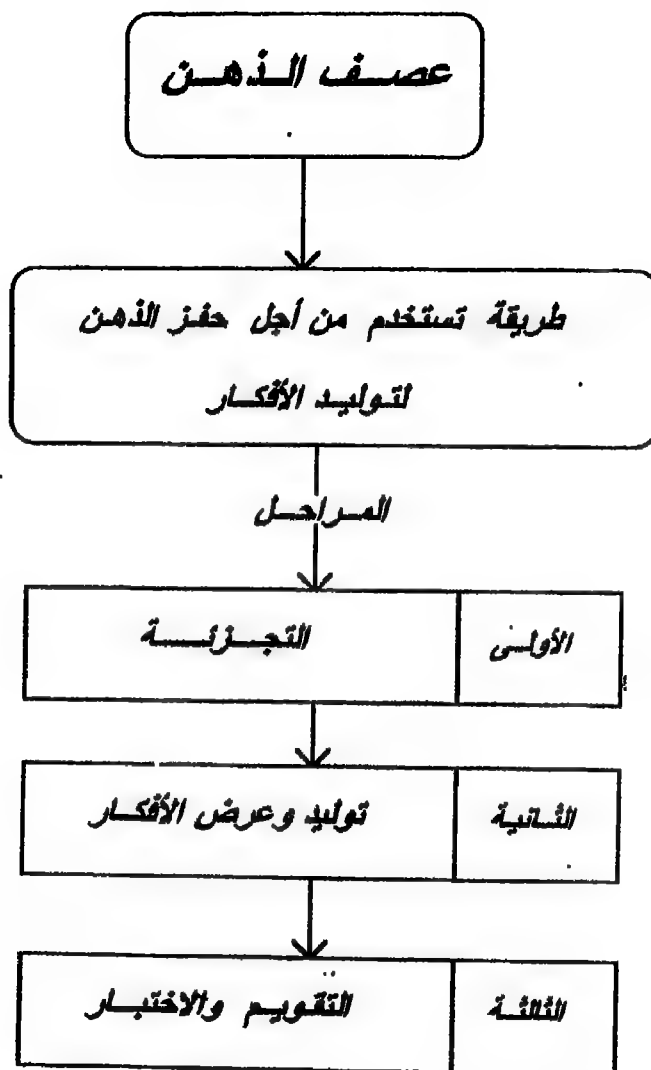 عصف الذهن
طريقة تستخدم من أجل حفز الذهن
لتوليد الأفكار
المراحل
الأولى التجزئة
الثانية توليد وعرض الأفكار
الثالثة التقويم والاختبار